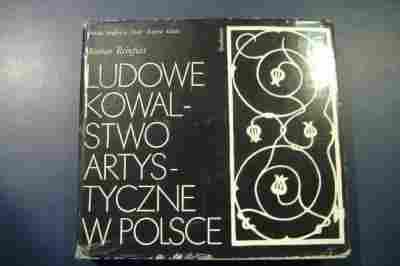 Roman Reinfuss
LUDOWE
KOWAL-
STWO
ARTYS-
TYCZNE
W POLSCE